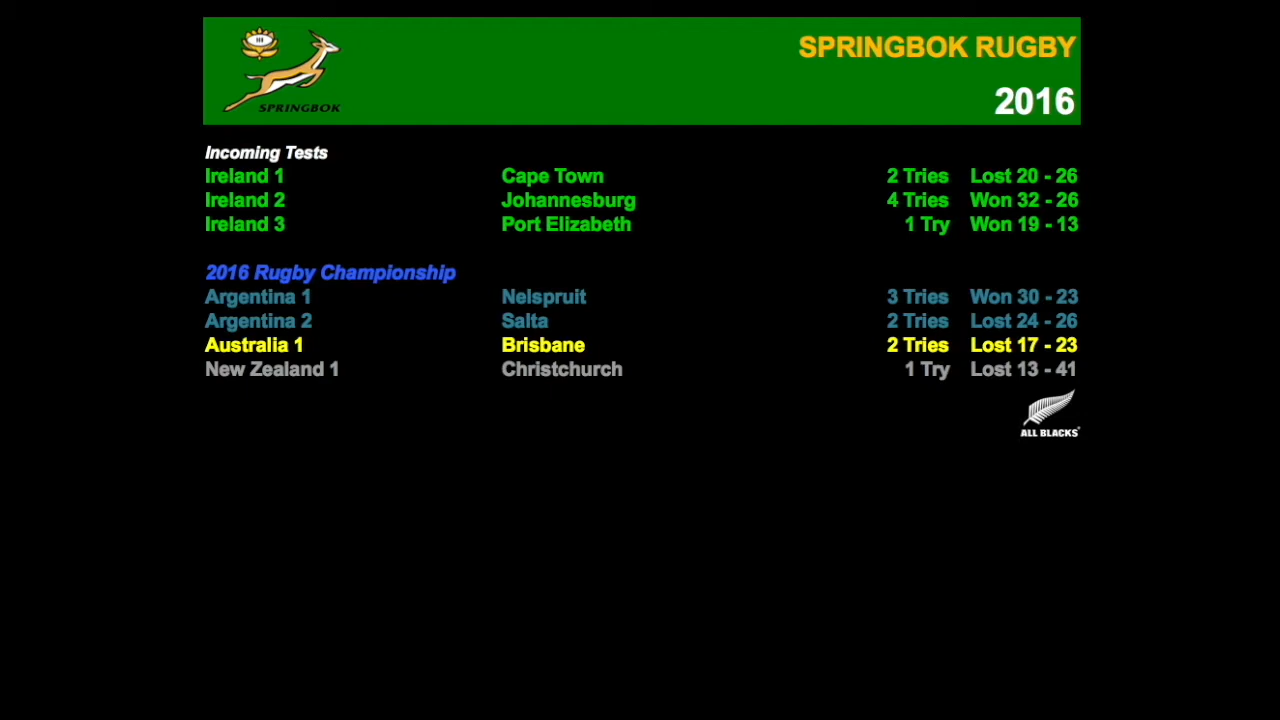 SPRINGBOK RUGBY
2016
SPRINGBOK
Incoming Tests
Ireland 1 Cape Town 2 Tries Lost 20 - 26
Ireland 2 Johannesburg 4 Tries Won 32 - 26
Ireland 3 Port Elizabeth 1 Try Won 19 - 13
2016 Rugby Championship
Argentina 1 Nelspruit 3 Tries Won 30 - 23
Argentina 2 Salta 2 Tries Lost 24 - 26
Australia 1 Brisbane 2 Tries Lost 17 - 23
New Zealand 1 Christchurch 1 Try Lost 13 - 41
ALL BLACKS